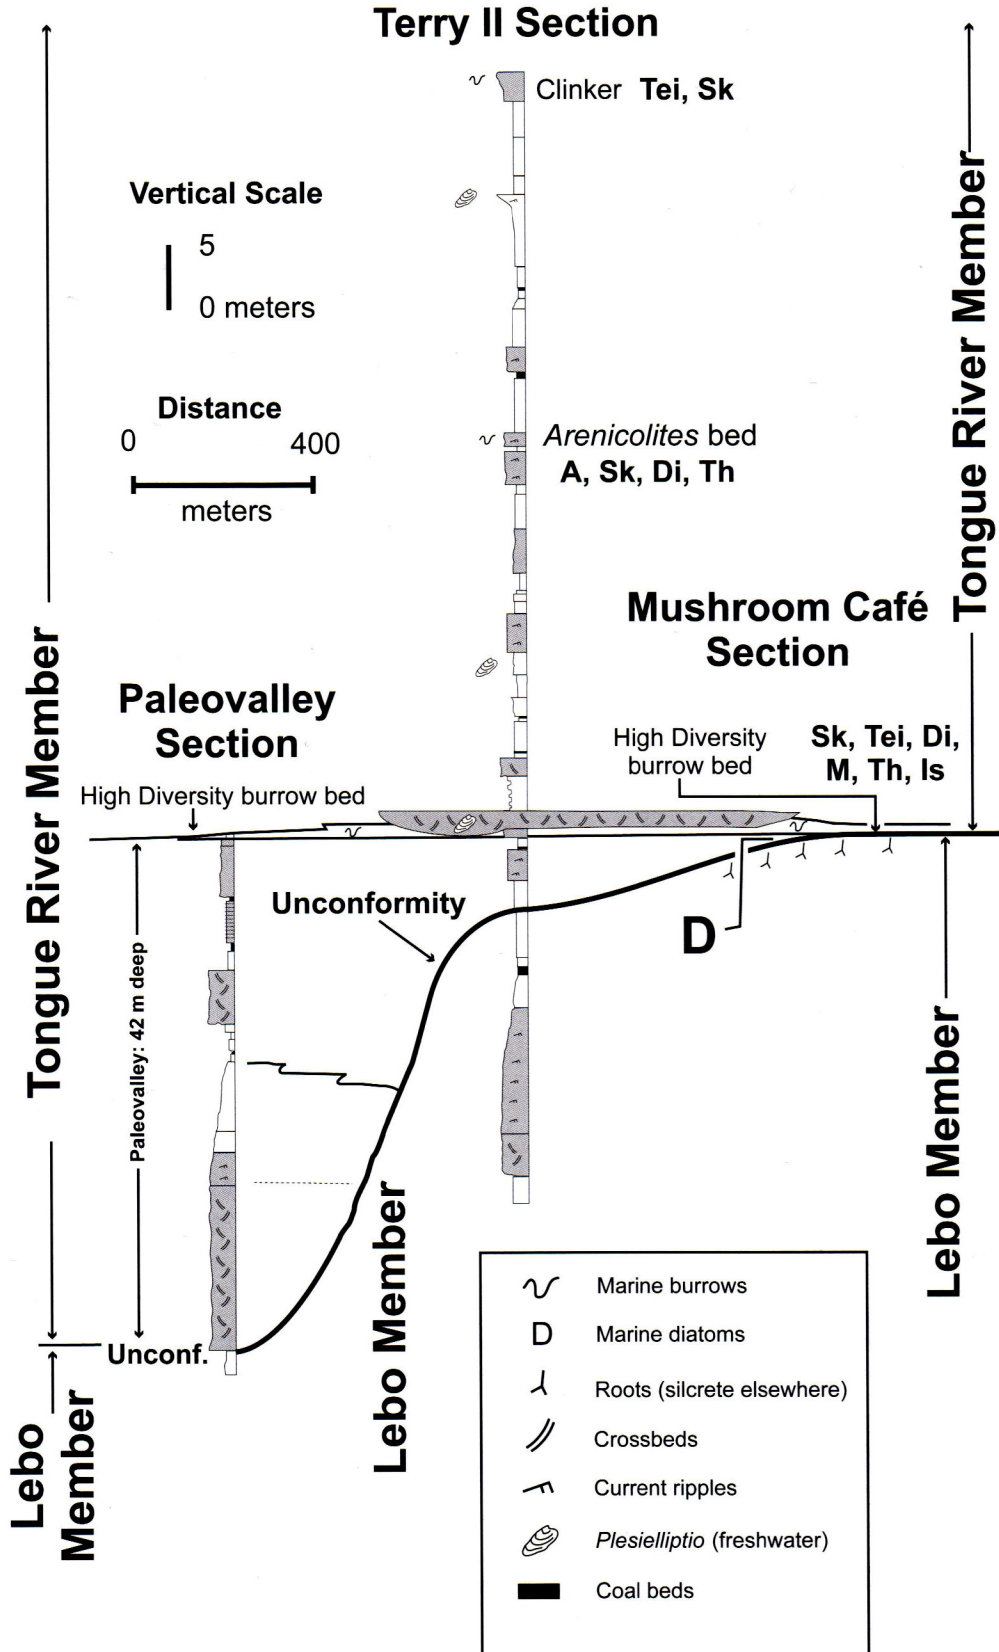 Terry II Section
Clinker Tei, Sk
Vertical Scale
5
0 meters
Distance
0 400
meters
Arenicolites bed
A, Sk, Di, Th
Tongue River Member
Mushroom Café
Section
Paleovalley
Section
High Diversity
burrow bed
Sk, Tei, Di,
M, Th, Is
High Diversity burrow bed
Tongue River Member
Unconformity
D
Paleovalley: 42 m deep
Lebo Member
Lebo Member
Unconf.
Lebo
Member
Marine burrows
D Marine diatoms
Roots (silcrete elsewhere)
Crossbeds
Current ripples
Plesielliptio (freshwater)
Coal beds